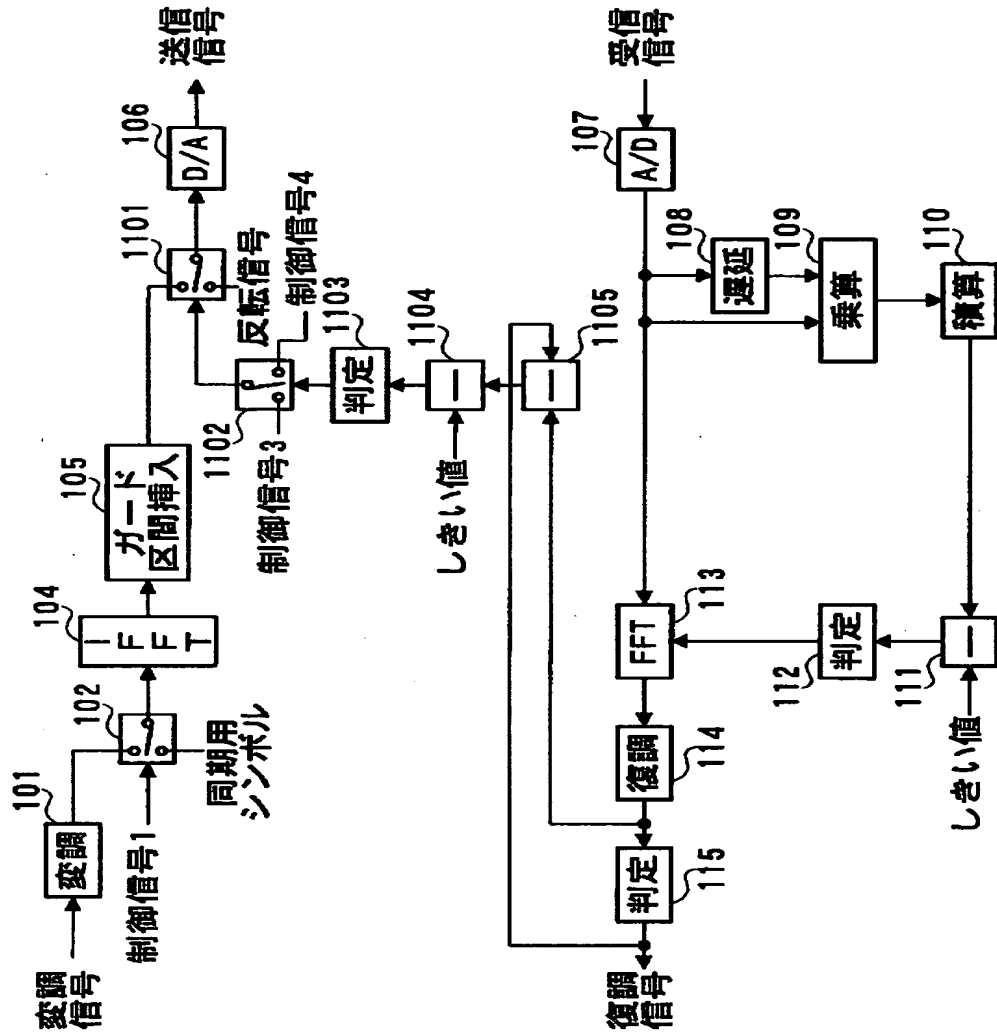 変調
信号
変調
101
制御信号1
102
同期用
シンボル
IFFT
104
ガード
区間挿入
105
1101
D/A
106
送信
信号
反転信号
制御信号3
1102
制御信号4
判定
1103
しきい値
1104
1105
受信
信号
A/D
107
遅延
108
乗算
109
積算
110
しきい値
111
判定
112
FFT
113
復調
114
判定
115
復調
信号